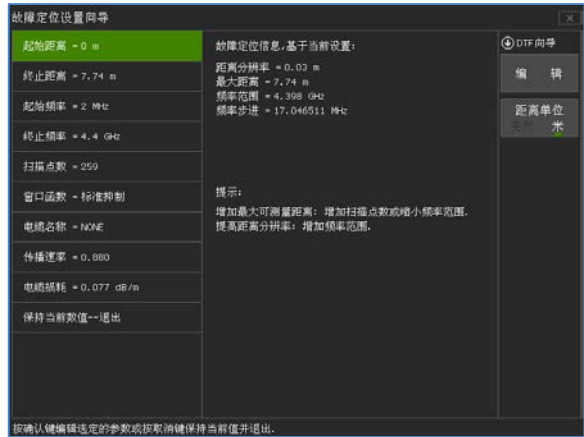 故障定位设置向导
起始距离 =0 m
终止距离 =7.74 m
起始频率 =2 MHz
终止频率 =4.4 GHz
扫描点数 =259
窗口函数 =标准抑制
电缆名称 =NONE
传播速率 =0.880
电缆损耗 =0.077 dB/m
保持当前数值--退出
故障定位信息,基于当前设置:
距离分辨率 =0.03 m
最大距离 =7.74 m
频率范围 =4.398 GHz
频率步进 =17.046511 MHz
提示:
增加最大可测量距离: 增加扫描点数或缩小频率范围.
提高距离分辨率: 增加频率范围.
DTF向导
编 辑
距离单位
英尺 米
按确认键编辑选定的参数或按取消键保持当前值并退出.